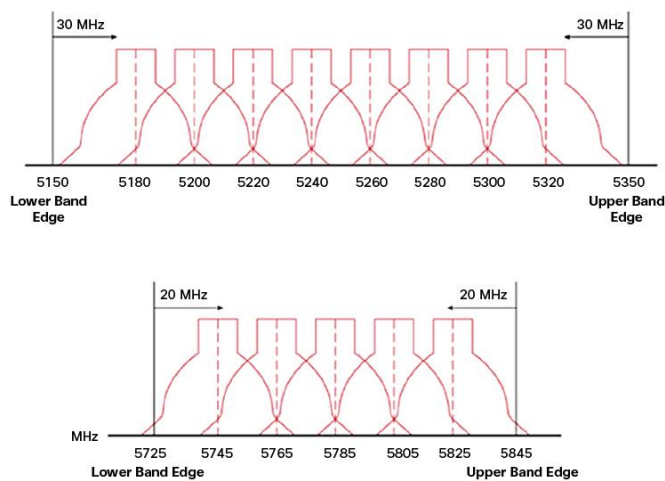 30 MHz 30 MHz
5150 5180 5200 5220 5240 5260 5280 5300 5320 5350
Lower Band Upper Band
Edge Edge
20 MHz 20 MHz
MHz
5725 5745 5765 5785 5805 5825 5845
Lower Band Edge Upper Band Edge